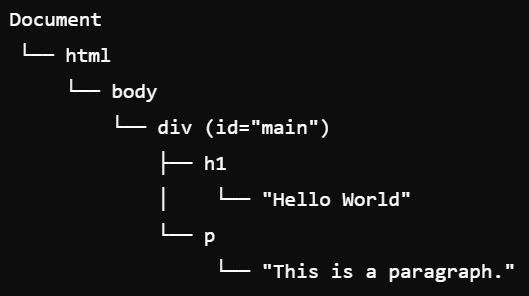 Document
└── html
└── body
└── div (id="main")
├── h1
│ └── "Hello World"
└── p
└── "This is a paragraph."